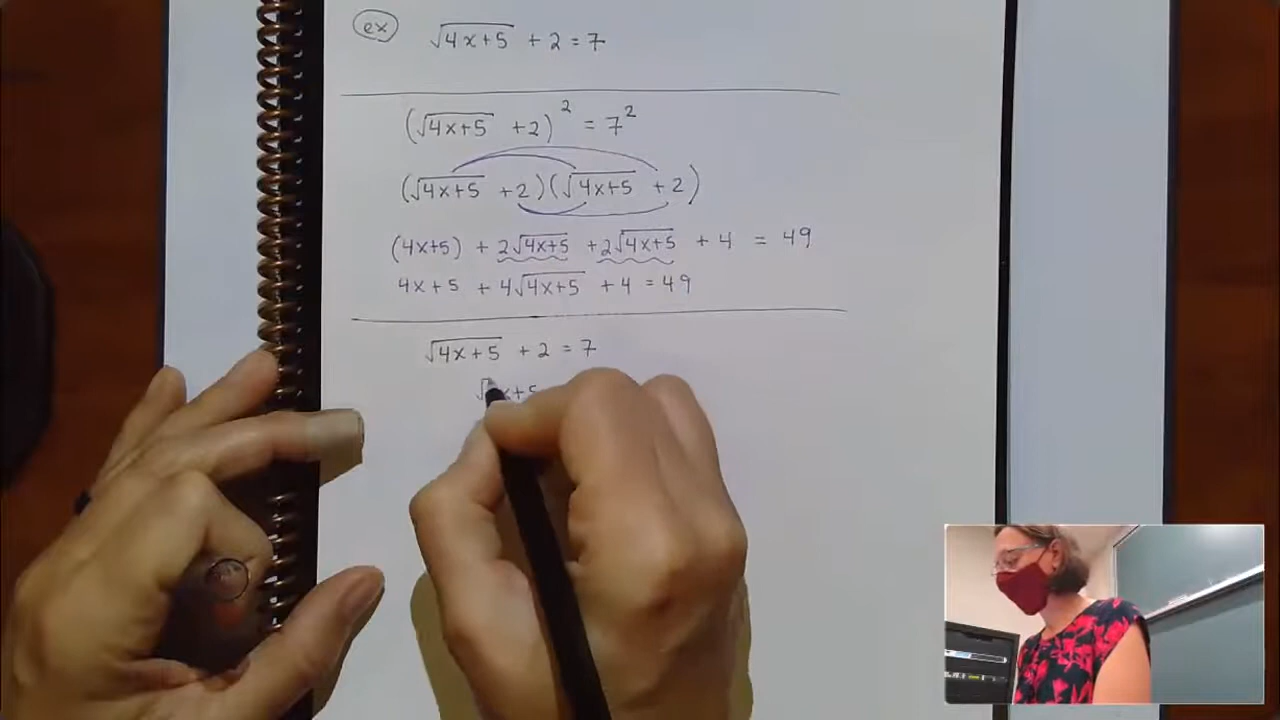 ex √4x+5 + 2 = 7
(√4x+5 + 2)² = 7²
(√4x+5 + 2)(√4x+5 + 2)
(4x+5) + 2√4x+5 + 2√4x+5 + 4 = 49
4x+5 + 4√4x+5 + 4 = 49
√4x+5 + 2 = 7
√ x+5